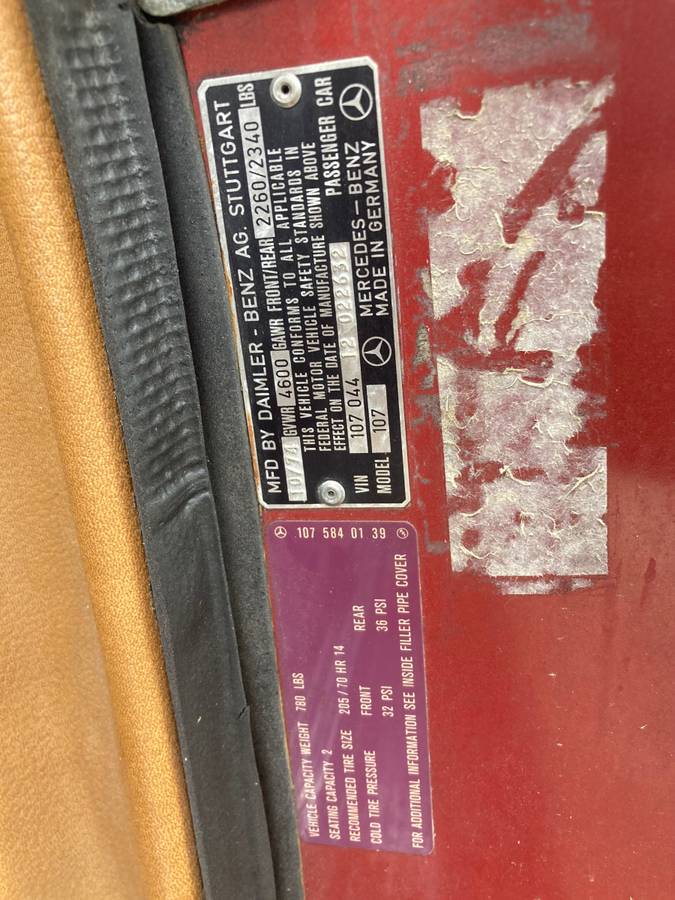 MFD BY DAIMLER - BENZ AG. STUTTGART
10/74 GVWR 4600 GAWR FRONT/REAR 2260/2340 LBS
THIS VEHICLE CONFORMS TO ALL APPLICABLE
FEDERAL MOTOR VEHICLE SAFETY STANDARDS IN
EFFECT ON THE DATE OF MANUFACTURE SHOWN ABOVE
PASSENGER CAR
VIN 107 044 12 022632
MERCEDES-BENZ
MODEL 107
MADE IN GERMANY
107 584 01 39
VEHICLE CAPACITY WEIGHT 780 LBS
SEATING CAPACITY 2
RECOMMENDED TIRE SIZE 205/70 HR 14
FRONT REAR
COLD TIRE PRESSURE 32 PSI 36 PSI
FOR ADDITIONAL INFORMATION SEE INSIDE FILLER PIPE COVER